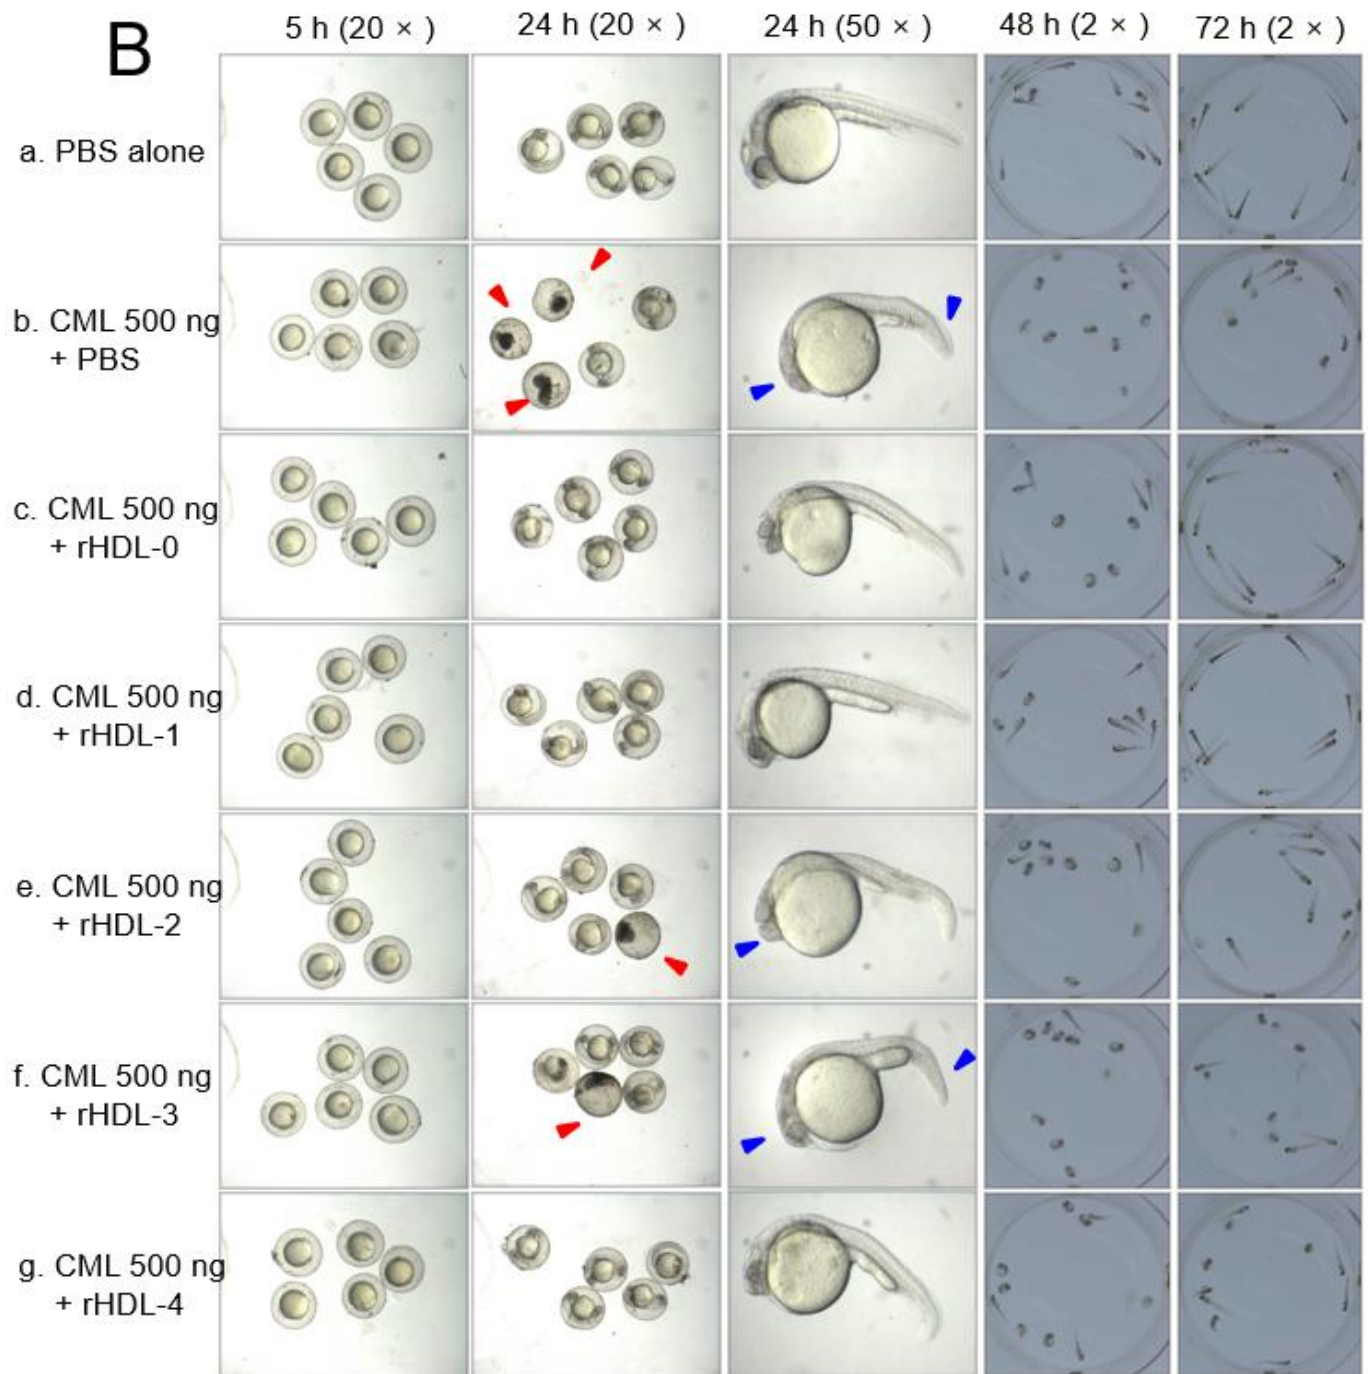 B
5 h (20 × )
24 h (20 × )
24 h (50 × )
48 h (2 × )
72 h (2 × )
a. PBS alone
b. CML 500 ng
+ PBS
c. CML 500 ng
+ rHDL-0
d. CML 500 ng
+ rHDL-1
e. CML 500 ng
+ rHDL-2
f. CML 500 ng
+ rHDL-3
g. CML 500 ng
+ rHDL-4